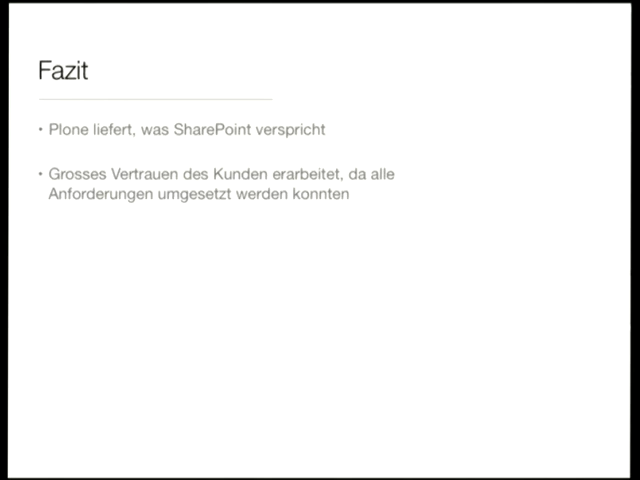 Fazit
• Plone liefert, was SharePoint verspricht
• Grosses Vertrauen des Kunden erarbeitet, da alle
Anforderungen umgesetzt werden konnten